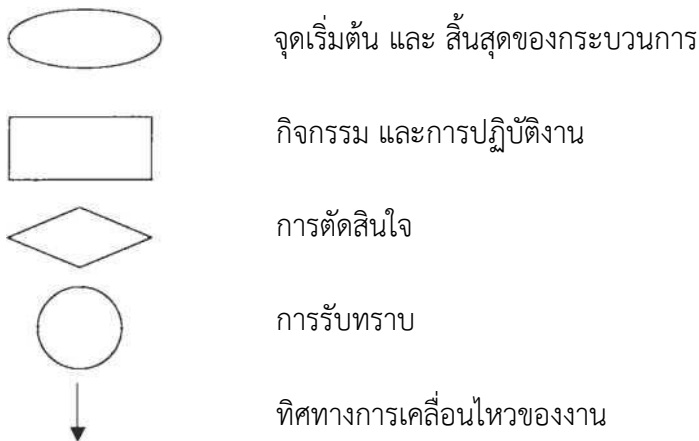 จุดเริ่มต้น และ สิ้นสุดของกระบวนการ
กิจกรรม และการปฏิบัติงาน
การตัดสินใจ
การรับทราบ
ทิศทางการเคลื่อนไหวของงาน